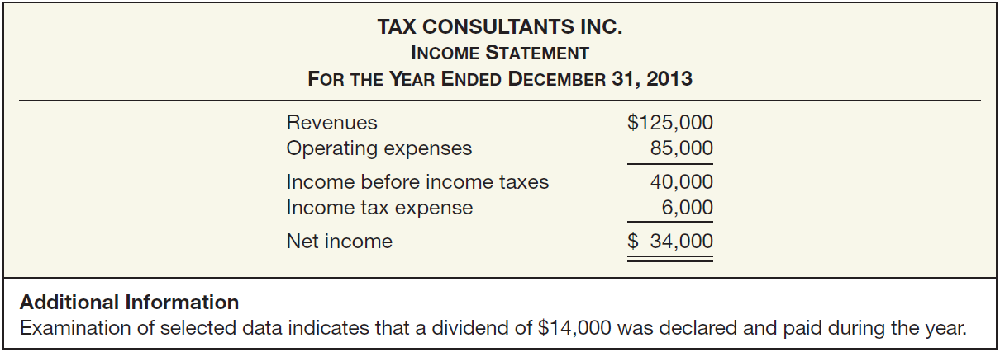 TAX CONSULTANTS INC.
INCOME STATEMENT
FOR THE YEAR ENDED DECEMBER 31, 2013
Revenues $125,000
Operating expenses 85,000
Income before income taxes 40,000
Income tax expense 6,000
Net income $ 34,000
Additional Information
Examination of selected data indicates that a dividend of $14,000 was declared and paid during the year.